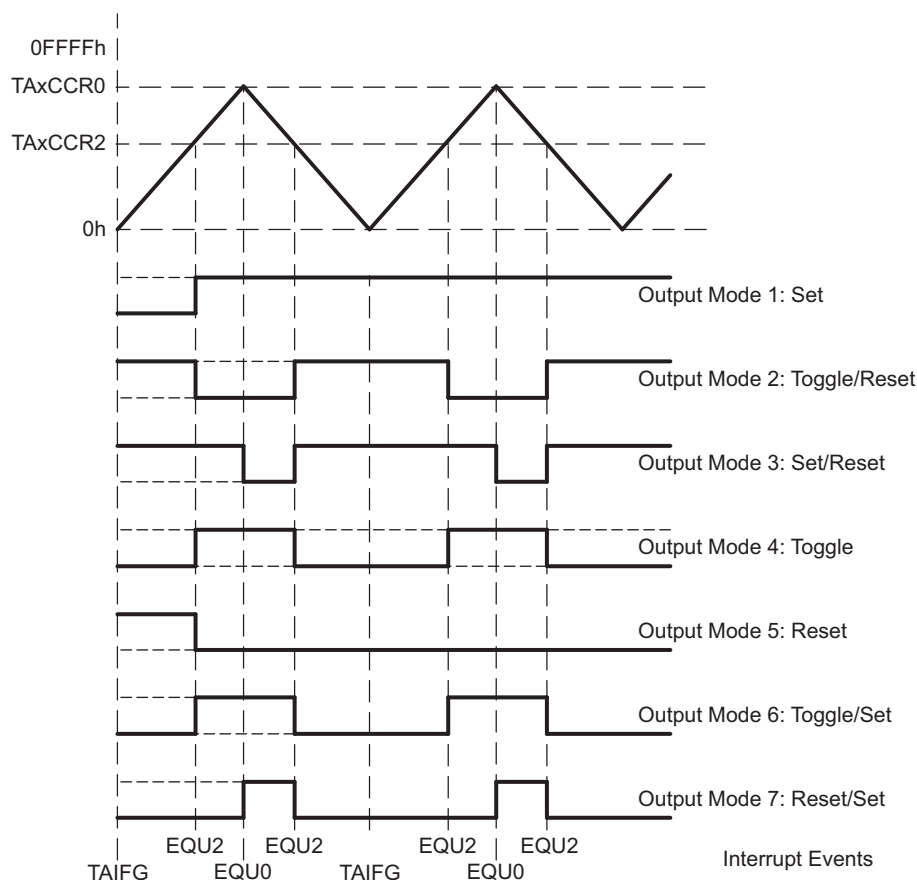 0FFFFh
TAxCCR0
TAxCCR2
0h
Output Mode 1: Set
Output Mode 2: Toggle/Reset
Output Mode 3: Set/Reset
Output Mode 4: Toggle
Output Mode 5: Reset
Output Mode 6: Toggle/Set
Output Mode 7: Reset/Set
EQU2 EQU2 EQU2 EQU2
TAIFG EQU0 TAIFG EQU0 Interrupt Events